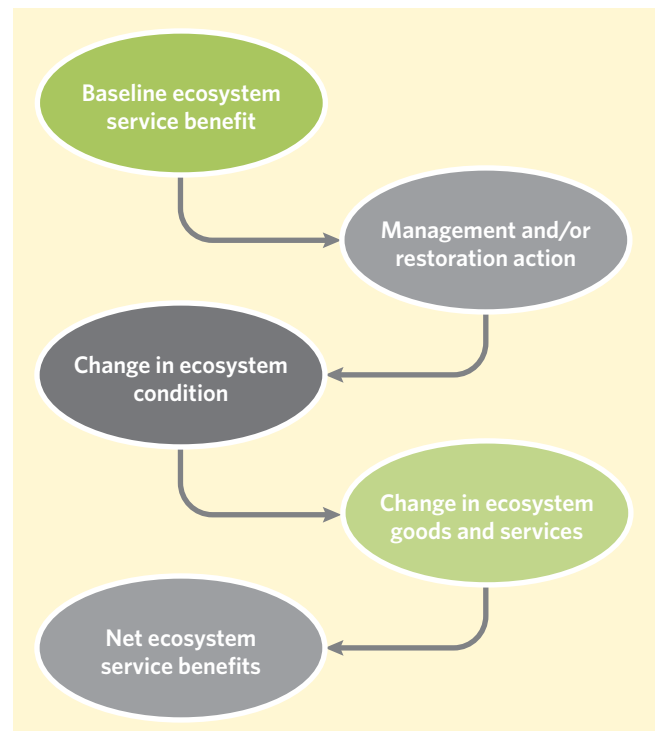 Baseline ecosystem
service benefit
Management and/or
restoration action
Change in ecosystem
condition
Change in ecosystem
goods and services
Net ecosystem
service benefits